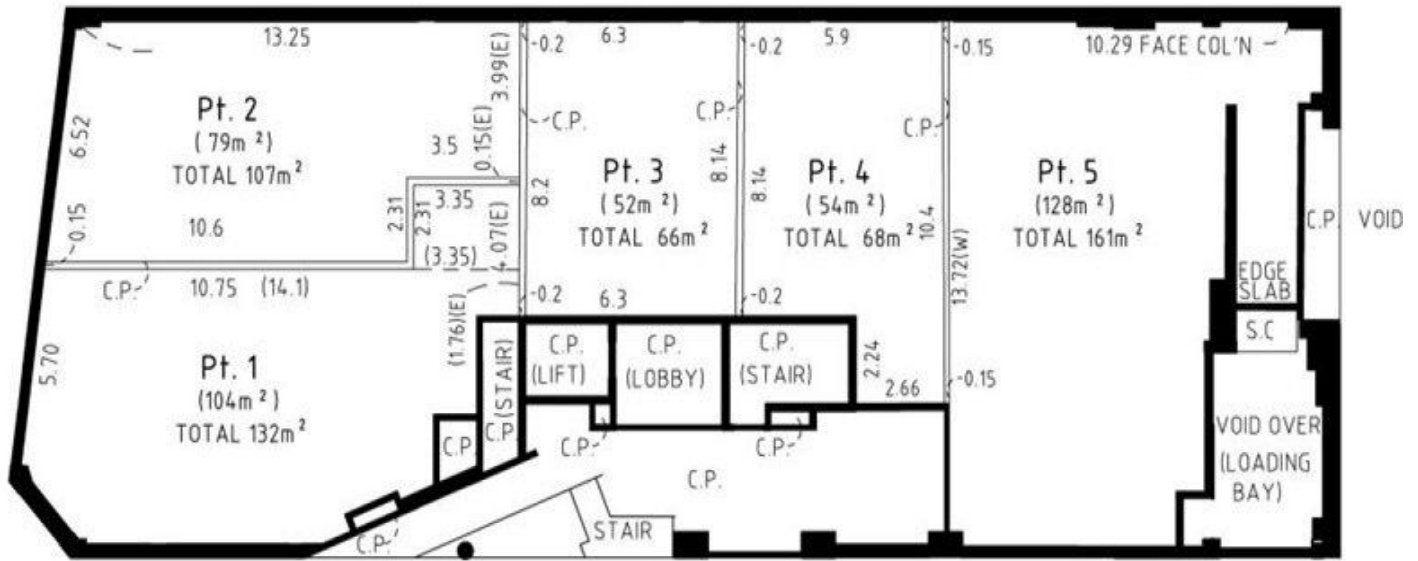 13.25
-0.2
6.3
-0.2
5.9
-0.15
10.29 FACE COL'N
3.99(E)
Pt. 2
(79m²)
TOTAL 107m²
6.52
C.P.
C.P.
C.P.
3.5
0.15(E)
Pt. 3
(52m²)
TOTAL 66m²
8.14
8.14
Pt. 4
(54m²)
TOTAL 68m²
Pt. 5
(128m²)
TOTAL 161m²
C.P.
VOID
3.35
8.2
0.15
10.6
2.31
2.31
4.07(E)
(3.35)
10.4
13.72(W)
C.P.
10.75
(14.1)
-0.2
6.3
-0.2
EDGE
SLAB
(1.76)(E)
S.C
5.70
Pt. 1
(104m²)
TOTAL 132m²
C.P.
(STAIR)
C.P.
(LIFT)
C.P.
(LOBBY)
C.P.
(STAIR)
2.24
2.66
-0.15
C.P.
C.P.
C.P.
VOID OVER
(LOADING
BAY)
C.P.
C.P.
STAIR